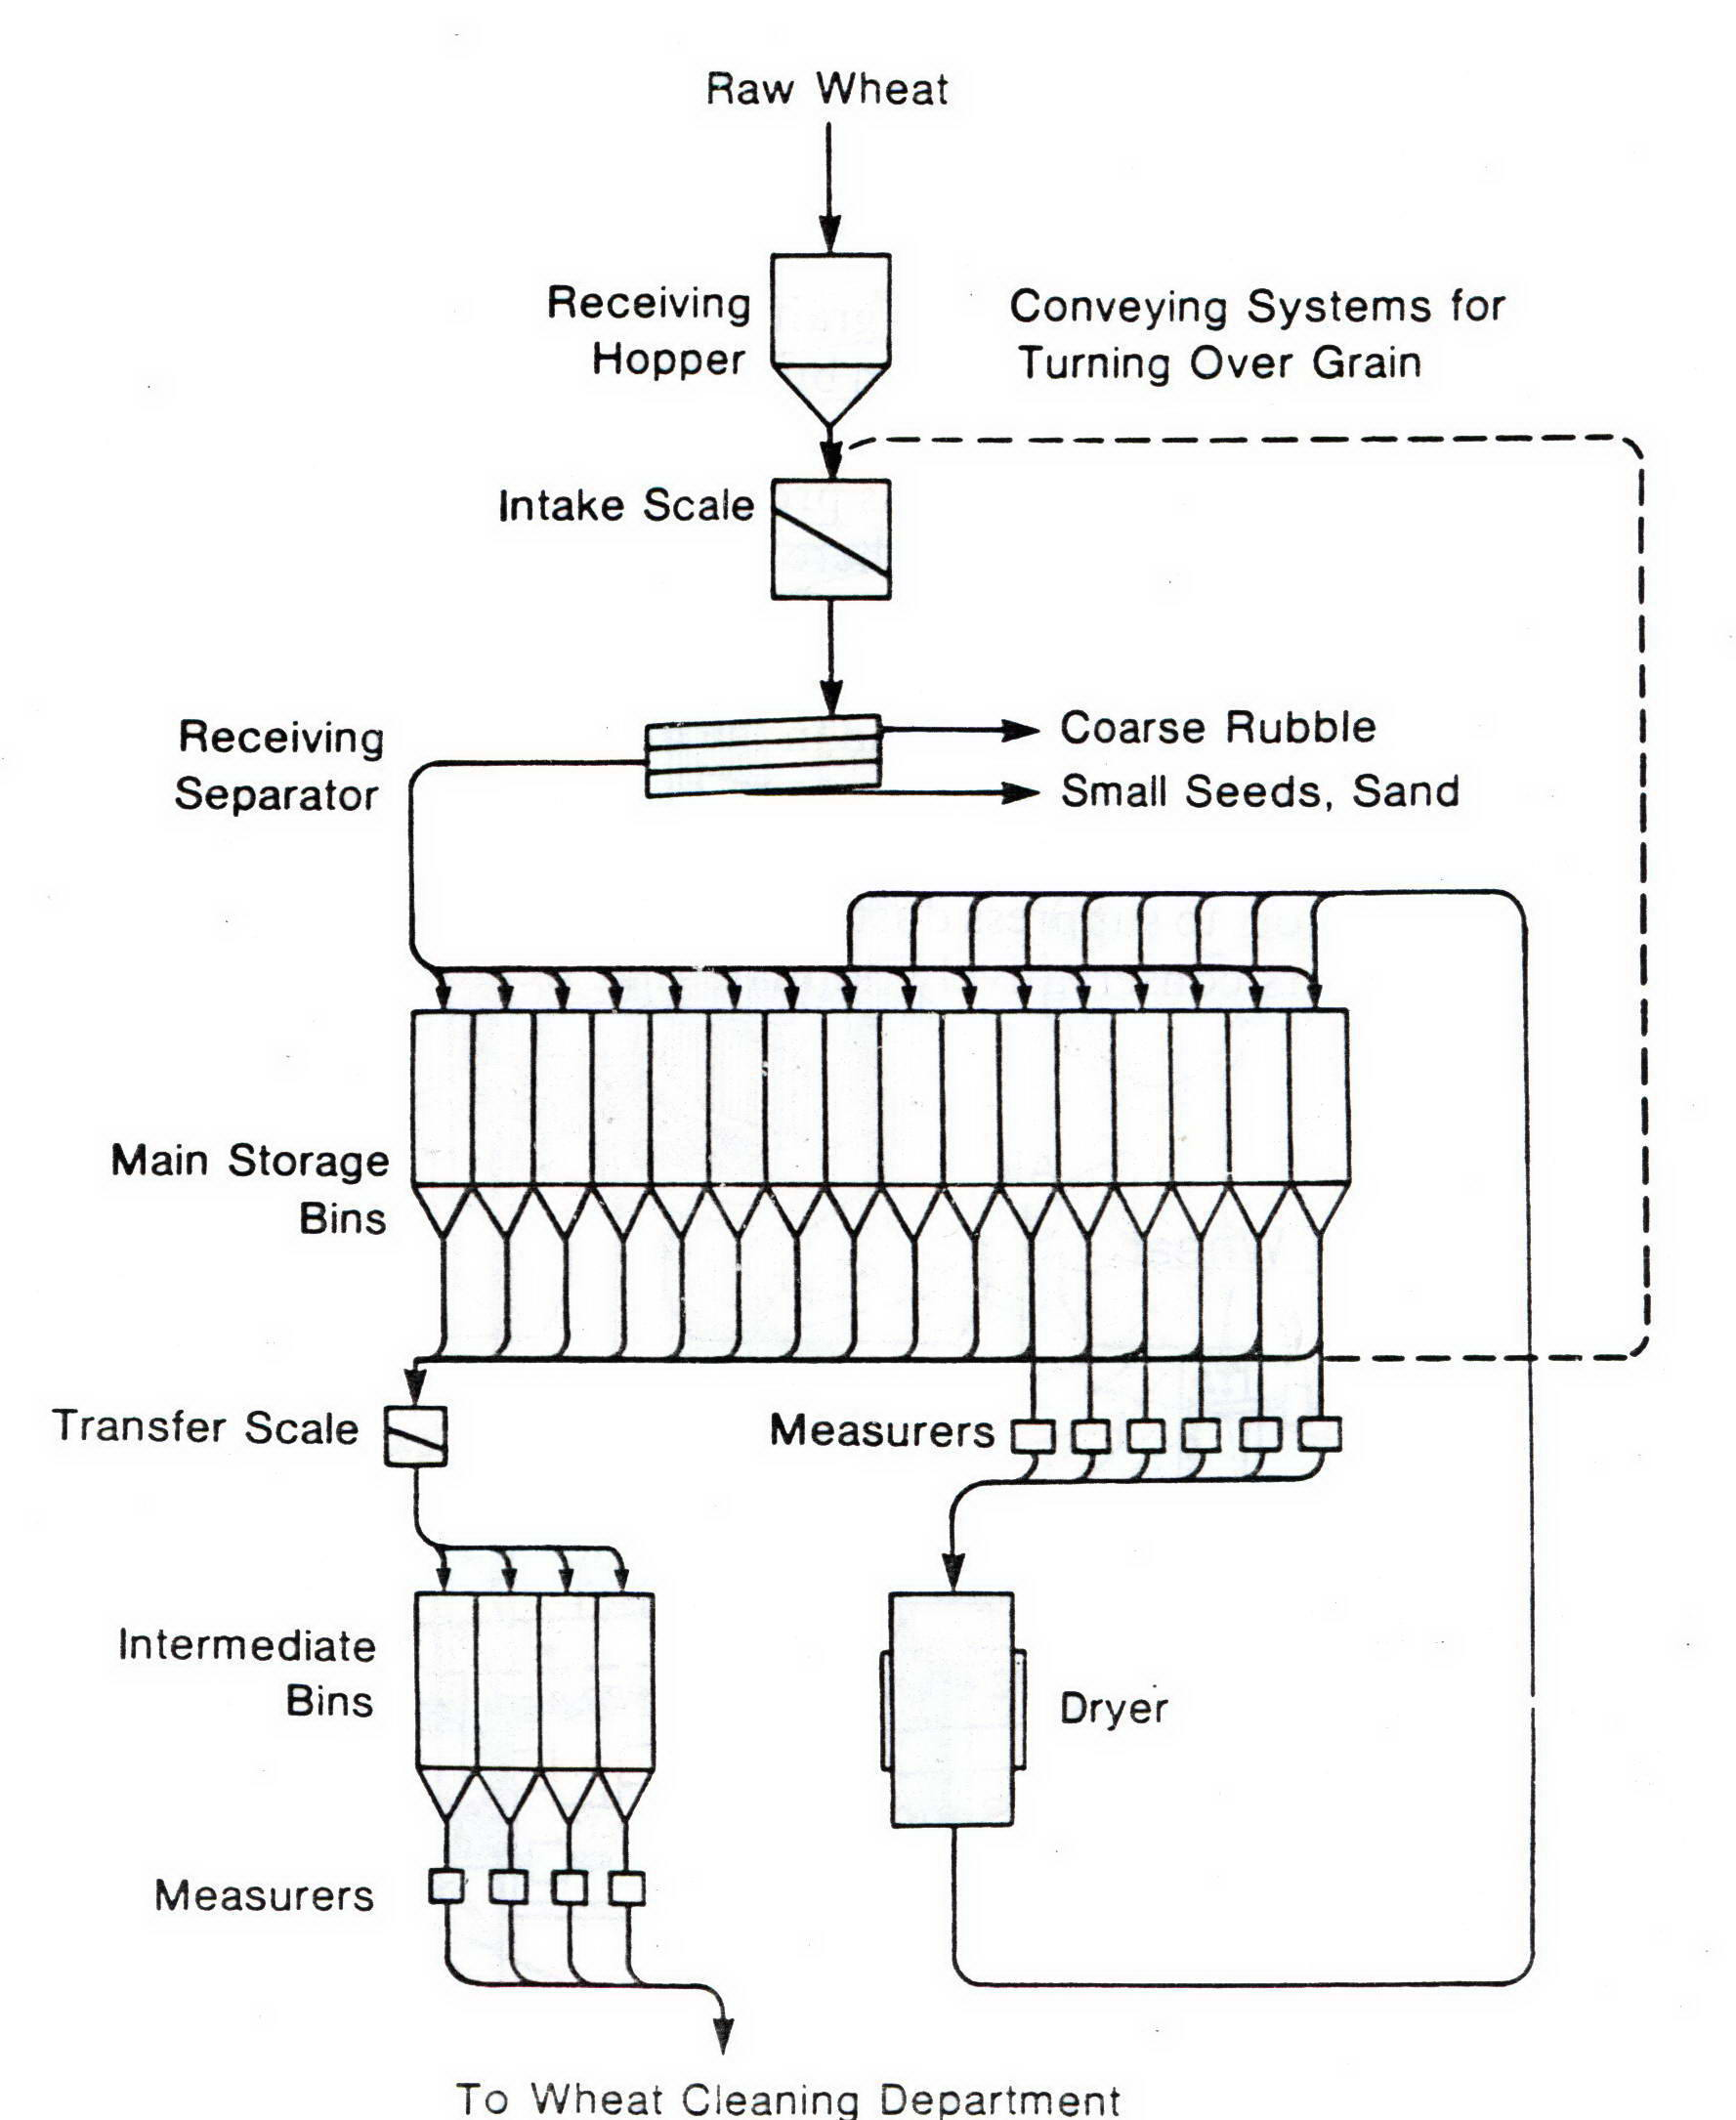 Raw Wheat
Receiving
Hopper
Conveying Systems for
Turning Over Grain
Intake Scale
Receiving
Separator
Coarse Rubble
Small Seeds, Sand
Main Storage
Bins
Transfer Scale
Measurers
Intermediate
Bins
Dryer
Measurers
To Wheat Cleaning Department